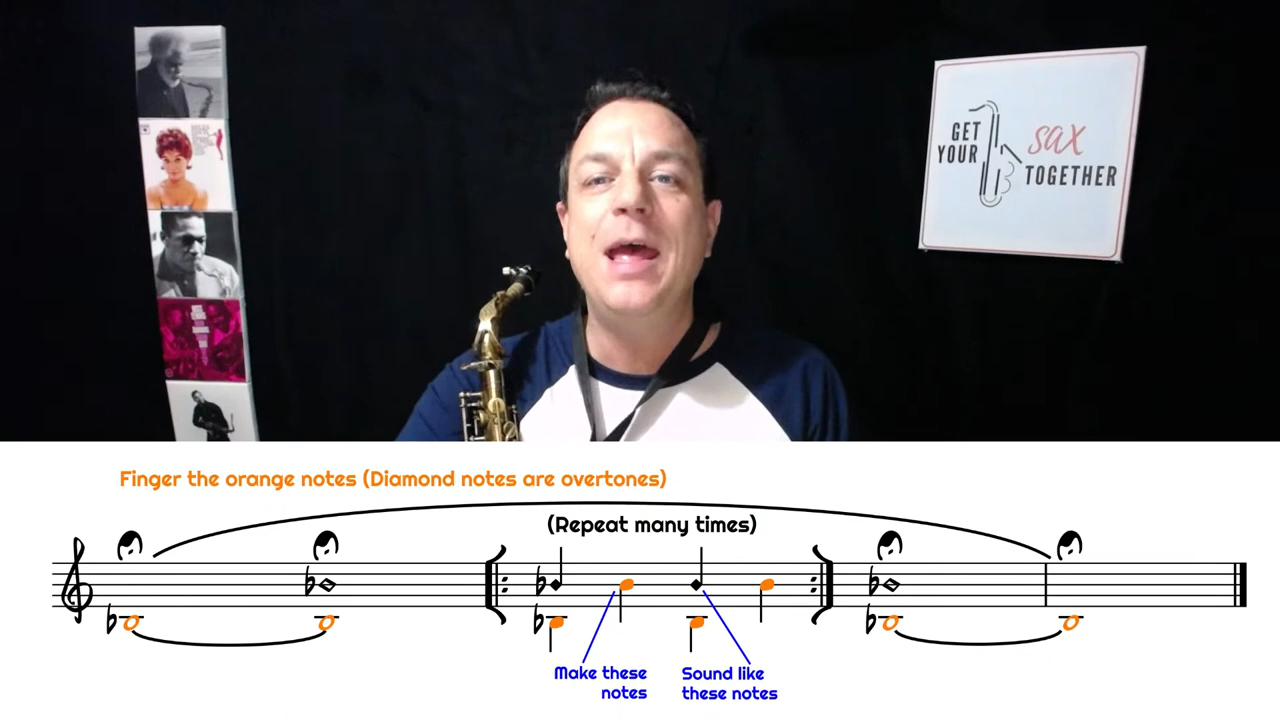 GET
YOUR
sax
TOGETHER
Finger the orange notes (Diamond notes are overtones)
(Repeat many times)
Make these
notes
Sound like
these notes